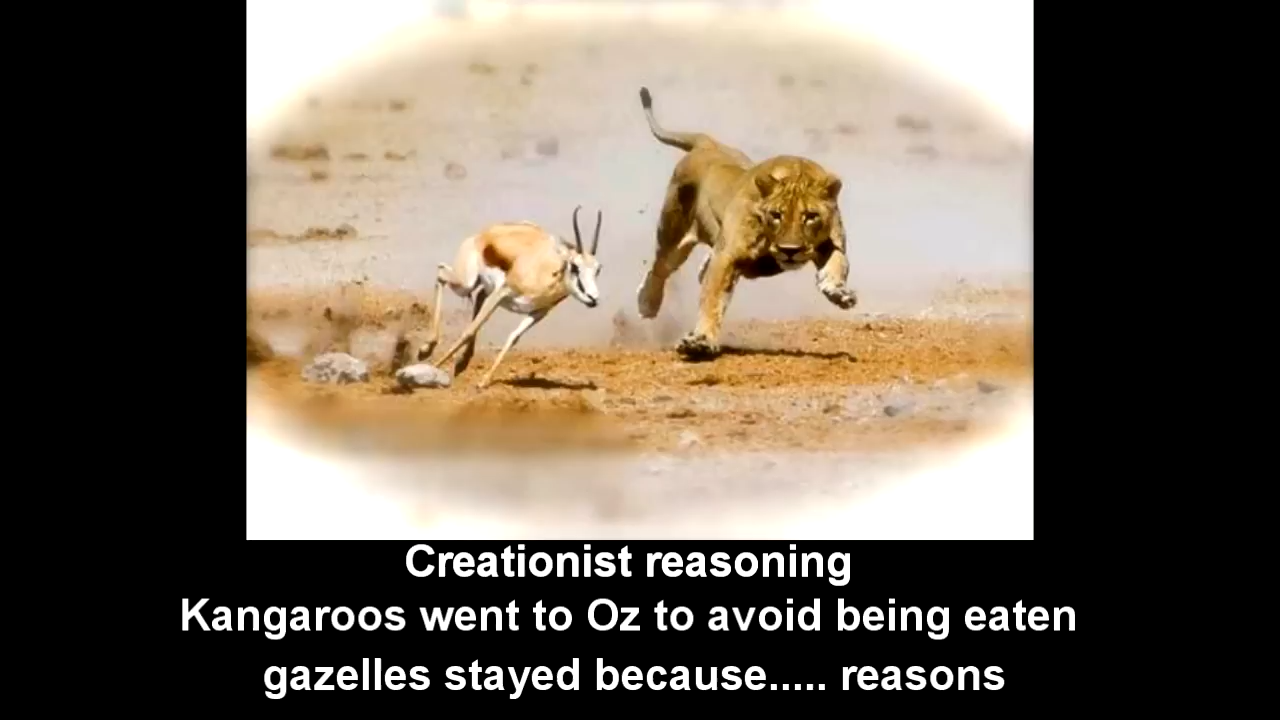 Creationist reasoning
Kangaroos went to Oz to avoid being eaten
gazelles stayed because..... reasons